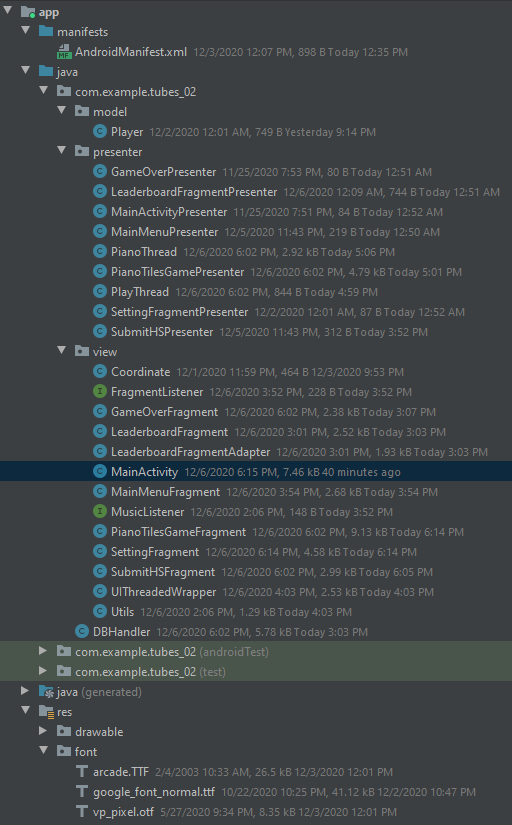 app
manifests
AndroidManifest.xml 12/3/2020 12:07 PM, 898 B Today 12:35 PM
java
com.example.tubes_02
model
Player 12/2/2020 12:01 AM, 749 B Yesterday 9:14 PM
presenter
GameOverPresenter 11/25/2020 7:53 PM, 80 B Today 12:51 AM
LeaderboardFragmentPresenter 12/6/2020 12:09 AM, 744 B Today 12:51 AM
MainActivityPresenter 11/25/2020 7:51 PM, 84 B Today 12:52 AM
MainMenuPresenter 12/5/2020 11:43 PM, 219 B Today 12:50 AM
PianoThread 12/6/2020 6:02 PM, 2.92 kB Today 5:06 PM
PianoTilesGamePresenter 12/6/2020 6:02 PM, 4.79 kB Today 5:01 PM
PlayThread 12/6/2020 6:02 PM, 844 B Today 4:59 PM
SettingFragmentPresenter 12/2/2020 12:01 AM, 87 B Today 12:52 AM
SubmitHSPresenter 12/5/2020 11:43 PM, 312 B Today 3:52 PM
view
Coordinate 12/1/2020 11:59 PM, 464 B 12/3/2020 9:53 PM
FragmentListener 12/6/2020 3:52 PM, 228 B Today 3:52 PM
GameOverFragment 12/6/2020 6:02 PM, 2.38 kB Today 3:07 PM
LeaderboardFragment 12/6/2020 3:01 PM, 2.52 kB Today 3:03 PM
LeaderboardFragmentAdapter 12/6/2020 3:01 PM, 1.93 kB Today 3:03 PM
MainActivity 12/6/2020 6:15 PM, 7.46 kB 40 minutes ago
MainMenuFragment 12/6/2020 3:54 PM, 2.68 kB Today 3:54 PM
MusicListener 12/6/2020 2:06 PM, 148 B Today 3:52 PM
PianoTilesGameFragment 12/6/2020 6:02 PM, 9.13 kB Today 6:14 PM
SettingFragment 12/6/2020 6:14 PM, 4.58 kB Today 6:14 PM
SubmitHSFragment 12/6/2020 6:02 PM, 2.99 kB Today 6:05 PM
UIThreadedWrapper 12/6/2020 4:03 PM, 2.53 kB Today 4:03 PM
Utils 12/6/2020 2:06 PM, 1.29 kB Today 4:03 PM
DBHandler 12/6/2020 6:02 PM, 5.78 kB Today 3:03 PM
com.example.tubes_02 (androidTest)
com.example.tubes_02 (test)
java (generated)
res
drawable
font
arcade.TTF 2/4/2003 10:33 AM, 26.5 kB 12/3/2020 12:01 PM
google_font_normal.ttf 10/22/2020 10:25 PM, 41.12 kB 12/2/2020 10:47 PM
vp_pixel.otf 5/27/2020 9:34 PM, 8.35 kB 12/3/2020 12:01 PM